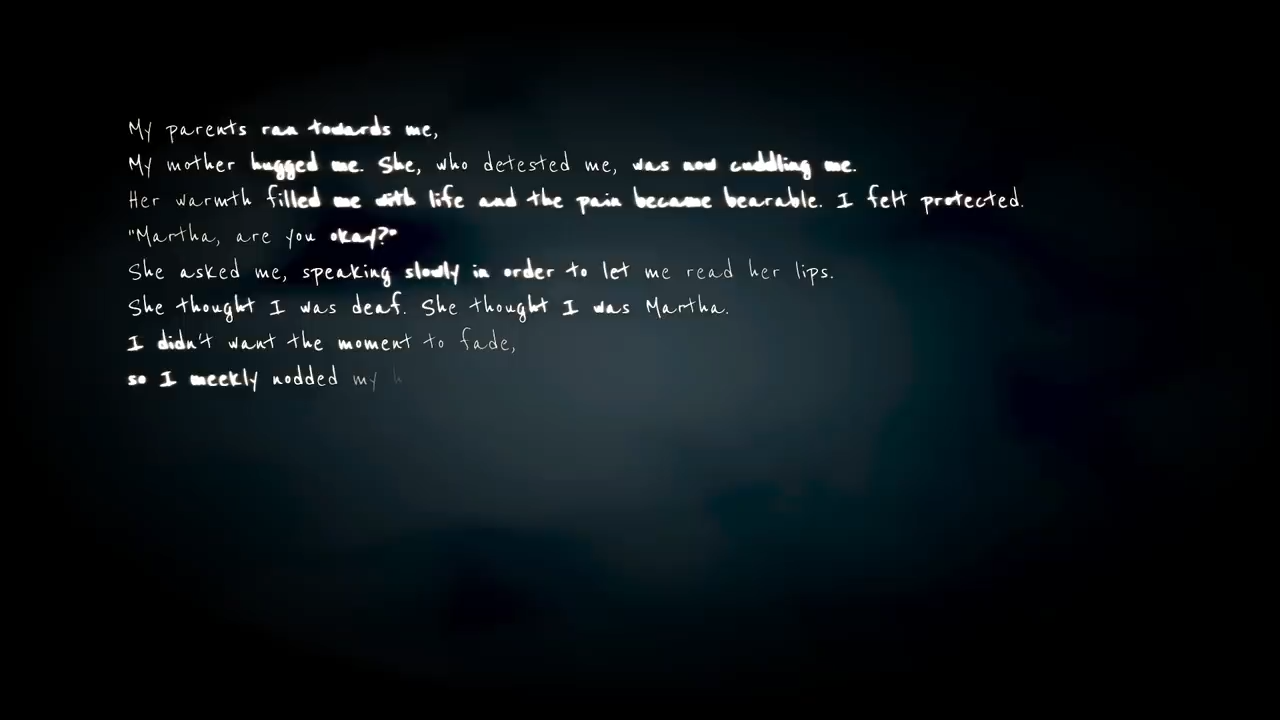 My parents ran towards me,
My mother hugged me. She, who detested me, was now cuddling me.
Her warmth filled me with life and the pain became bearable. I felt protected.
"Martha, are you okay?"
She asked me, speaking slowly in order to let me read her lips.
She thought I was deaf. She thought I was Martha.
I didn't want the moment to fade,
so I meekly nodded my